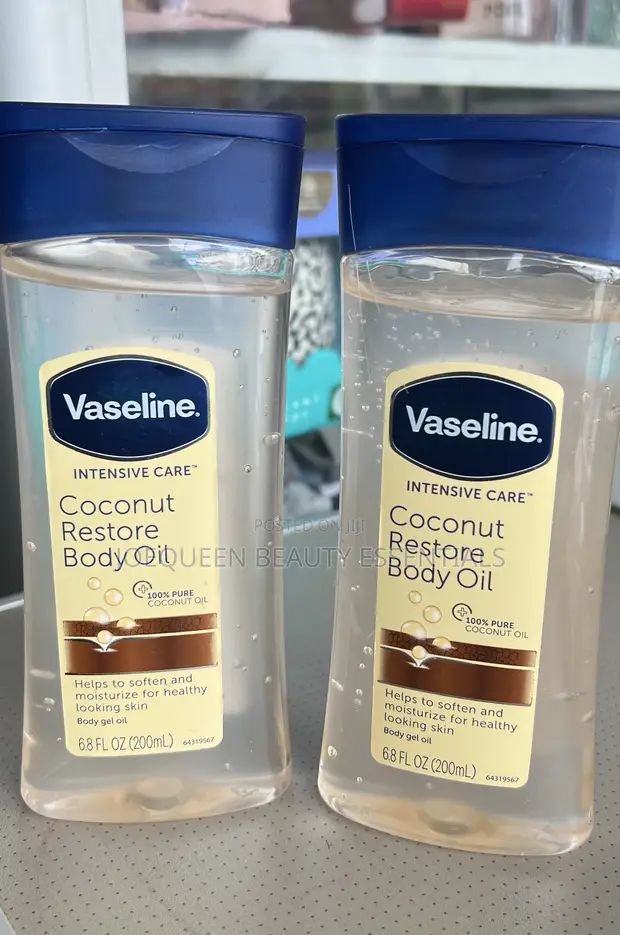 Vaseline.
INTENSIVE CARE™
Coconut
Restore
Body Oil
100% PURE
COCONUT OIL
Helps to soften and
moisturize for healthy
looking skin
Body gel oil
6.8 FL OZ (200mL) 64319567
Vaseline.
INTENSIVE CARE™
Coconut
Restore
Body Oil
100% PURE
COCONUT OIL
Helps to soften and
moisturize for healthy
looking skin
Body gel oil
6.8 FL OZ (200mL) 64319567
POSTED ON JIJI
JOEQUEEN BEAUTY ESSENTIALS